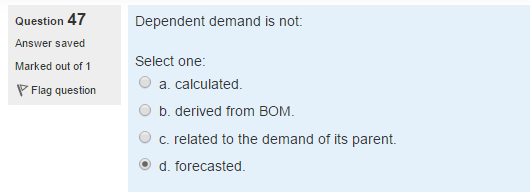 Question 47
Answer saved
Marked out of 1
Flag question
Dependent demand is not:
Select one:
a. calculated.
b. derived from BOM.
c. related to the demand of its parent.
d. forecasted.